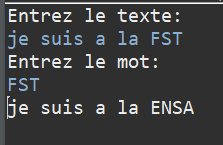 Entrez le texte:
je suis a la FST
Entrez le mot:
FST
je suis a la ENSA